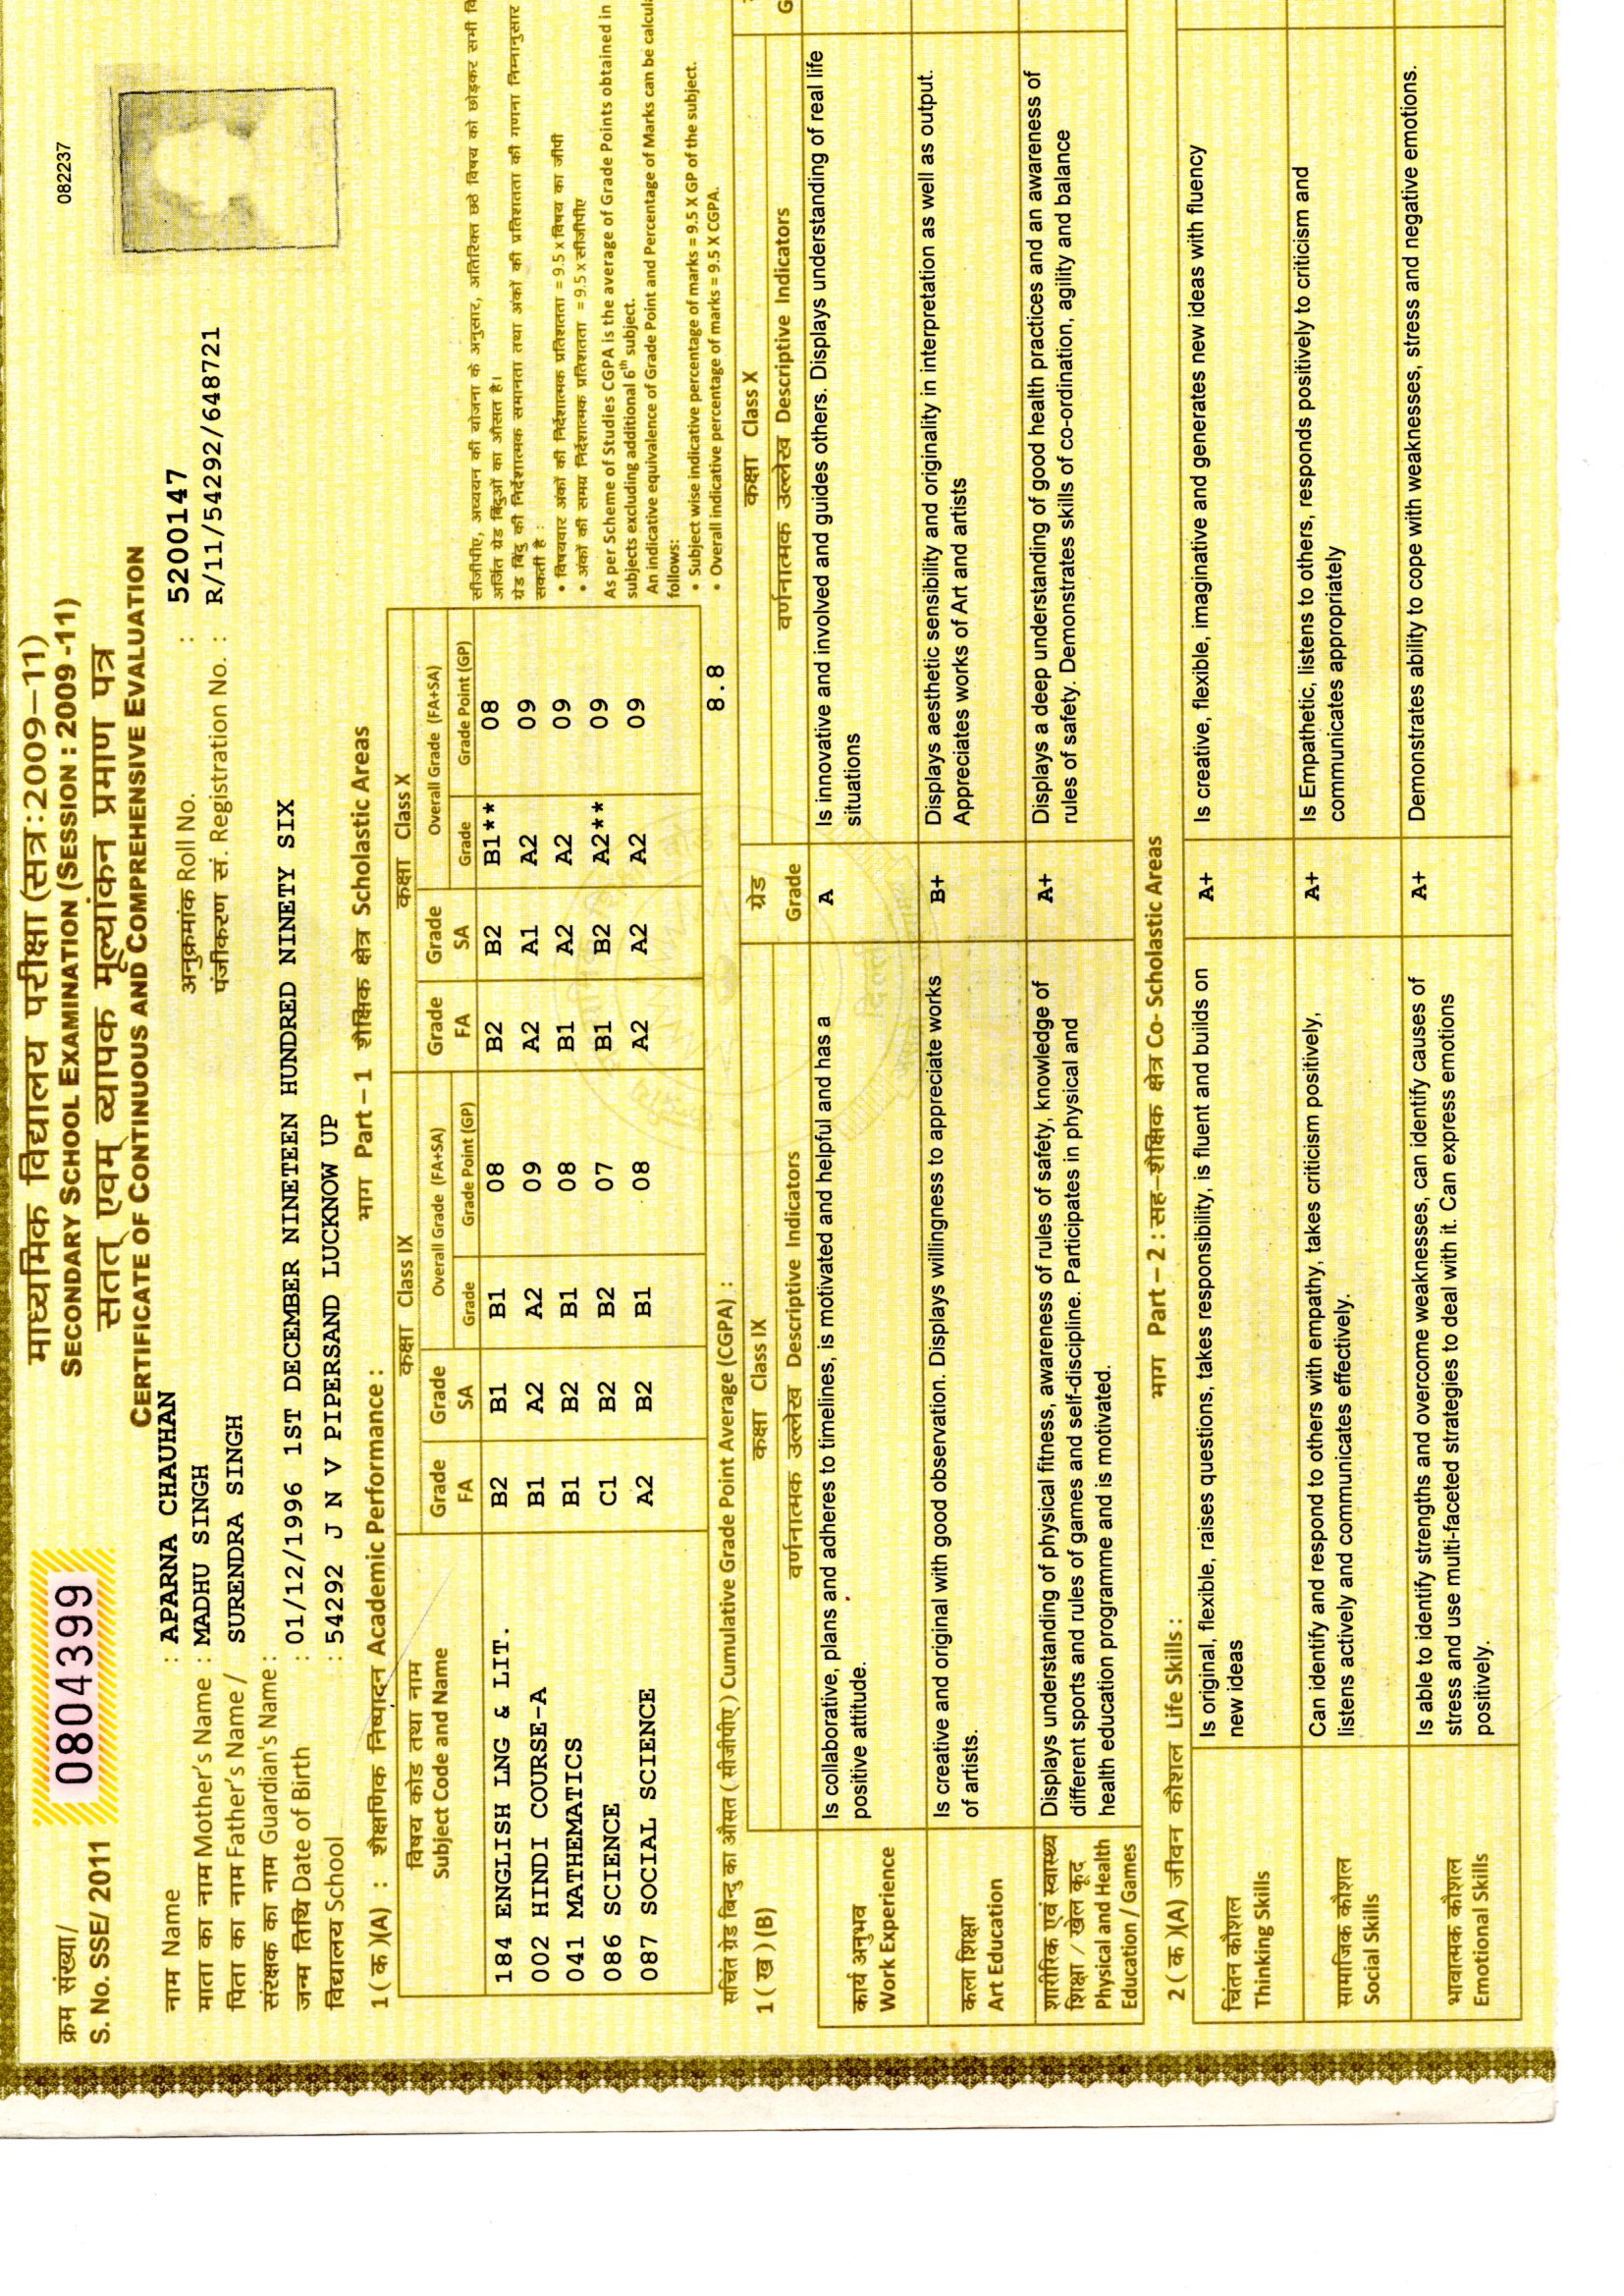 माध्यमिक विद्यालय परीक्षा (सत्र:2009–11)
क्रम संख्या/
S. No. SSE/ 2011
0804399
SECONDARY SCHOOL EXAMINATION (SESSION : 2009 -11)
082237
सतत् एवम् व्यापक मूल्यांकन प्रमाण पत्र
CERTIFICATE OF CONTINUOUS AND COMPREHENSIVE EVALUATION
नाम Name : APARNA CHAUHAN
अनुक्रमांक Roll No. : 5200147
माता का नाम Mother's Name : MADHU SINGH
पंजीकरण सं. Registration No. : R/11/54292/648721
पिता का नाम Father's Name / SURENDRA SINGH
संरक्षक का नाम Guardian's Name :
जन्म तिथि Date of Birth : 01/12/1996 1ST DECEMBER NINETEEN HUNDRED NINETY SIX
विद्यालय School : 54292 J N V PIPERSAND LUCKNOW UP
भाग Part – 1 शैक्षिक क्षेत्र Scholastic Areas
1 ( क )(A) : शैक्षणिक निष्पादन Academic Performance :
विषय कोड तथा नाम
Subject Code and Name
कक्षा Class IX
कक्षा Class X
Grade FA Grade SA Overall Grade (FA+SA) Grade FA Grade SA Overall Grade (FA+SA)
Grade Grade Point (GP) Grade Grade Point (GP)
184 ENGLISH LNG & LIT. B2 B1 B1 08 B2 B2 B1** 08
002 HINDI COURSE-A B1 A2 A2 09 A2 A1 A2 09
041 MATHEMATICS B1 B2 B1 08 B1 A2 A2 09
086 SCIENCE C1 B2 B2 07 B1 B2 A2** 09
087 SOCIAL SCIENCE A2 B2 B1 08 A2 A2 A2 09
सीजीपीए, अध्ययन की योजना के अनुसार, अतिरिक्त छठे विषय को छोड़कर सभी
अर्जित ग्रेड बिंदुओं का औसत है।
ग्रेड बिंदु की निर्देशात्मक समानता तथा अंकों की प्रतिशतता की गणना निम्नानुसार
सकती है :
• विषयवार अंकों की निर्देशात्मक प्रतिशतता = 9.5 x विषय का जीपी
• अंकों की समग्र निर्देशात्मक प्रतिशतता = 9.5 x सीजीपीए
As per Scheme of Studies CGPA is the average of Grade Points obtained in
subjects excluding additional 6th subject.
An indicative equivalence of Grade Point and Percentage of Marks can be
follows:
• Subject wise indicative percentage of marks = 9.5 X GP of the subject.
• Overall indicative percentage of marks = 9.5 X CGPA.
सचिंत ग्रेड बिन्दु का औसत ( सीजीपीए ) Cumulative Grade Point Average (CGPA) : 8.8
1 ( ख ) (B)
कक्षा Class IX
ग्रेड
कक्षा Class X
वर्णनात्मक उल्लेख Descriptive Indicators
Grade
वर्णनात्मक उल्लेख Descriptive Indicators
कार्य अनुभव
Work Experience
Is collaborative, plans and adheres to timelines, is motivated and helpful and has a
positive attitude.
A
Is innovative and involved and guides others. Displays understanding of real life
situations
कला शिक्षा
Art Education
Is creative and original with good observation. Displays willingness to appreciate works
of artists.
B+
Displays aesthetic sensibility and originality in interpretation as well as output.
Appreciates works of Art and artists
शारीरिक एवं स्वास्थ्य
शिक्षा / खेल कूद
Physical and Health
Education / Games
Displays understanding of physical fitness, awareness of rules of safety, knowledge of
different sports and rules of games and self-discipline. Participates in physical and
health education programme and is motivated.
A+
Displays a deep understanding of good health practices and an awareness of
rules of safety. Demonstrates skills of co-ordination, agility and balance
भाग Part – 2 : सह–शैक्षिक क्षेत्र Co- Scholastic Areas
2 ( क )(A) जीवन कौशल Life Skills :
चिंतन कौशल
Thinking Skills
Is original, flexible, raises questions, takes responsibility, is fluent and builds on
new ideas
A+
Is creative, flexible, imaginative and generates new ideas with fluency
सामाजिक कौशल
Social Skills
Can identify and respond to others with empathy, takes criticism positively,
listens actively and communicates effectively.
A+
Is Empathetic, listens to others, responds positively to criticism and
communicates appropriately
भावात्मक कौशल
Emotional Skills
Is able to identify strengths and overcome weaknesses, can identify causes of
stress and use multi-faceted strategies to deal with it. Can express emotions
positively.
A+
Demonstrates ability to cope with weaknesses, stress and negative emotions.